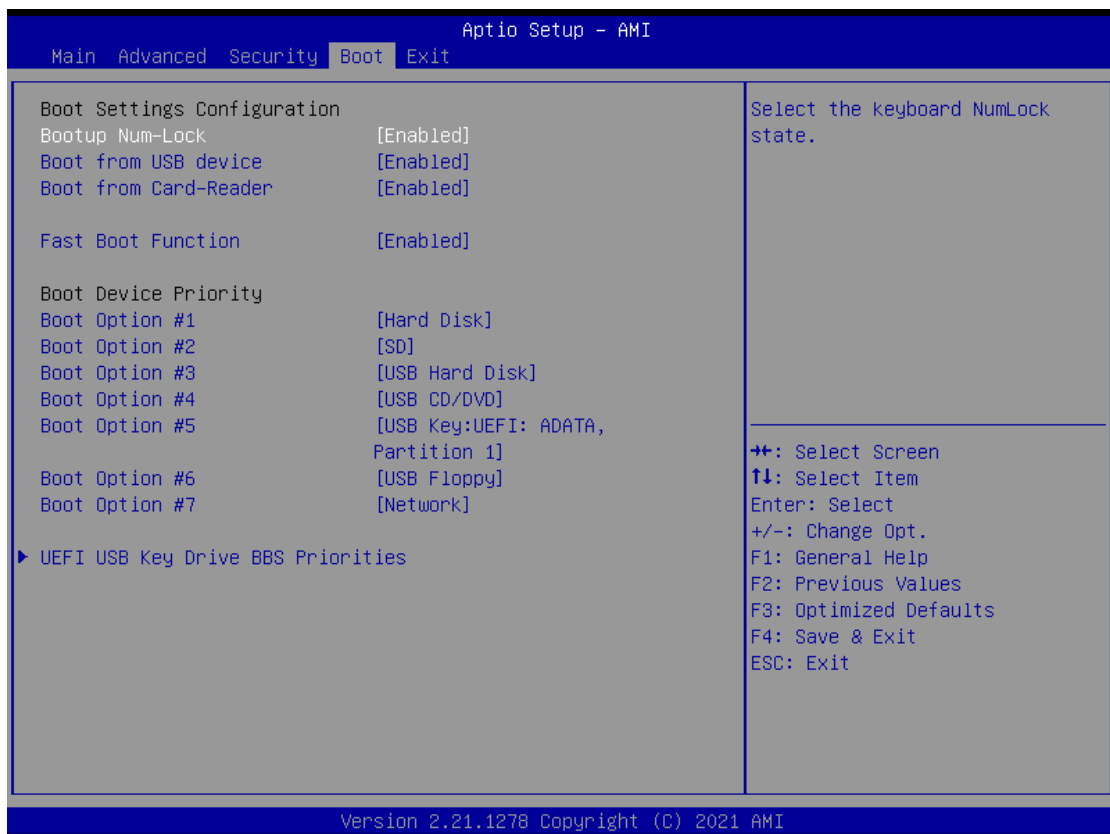 Aptio Setup – AMI
Main Advanced Security Boot Exit
Boot Settings Configuration
Bootup Num-Lock [Enabled]
Boot from USB device [Enabled]
Boot from Card-Reader [Enabled]
Fast Boot Function [Enabled]
Boot Device Priority
Boot Option #1 [Hard Disk]
Boot Option #2 [SD]
Boot Option #3 [USB Hard Disk]
Boot Option #4 [USB CD/DVD]
Boot Option #5 [USB Key:UEFI: ADATA,
Partition 1]
Boot Option #6 [USB Floppy]
Boot Option #7 [Network]
▶ UEFI USB Key Drive BBS Priorities
Select the keyboard NumLock
state.
→←: Select Screen
↑↓: Select Item
Enter: Select
+/-: Change Opt.
F1: General Help
F2: Previous Values
F3: Optimized Defaults
F4: Save & Exit
ESC: Exit
Version 2.21.1278 Copyright (C) 2021 AMI